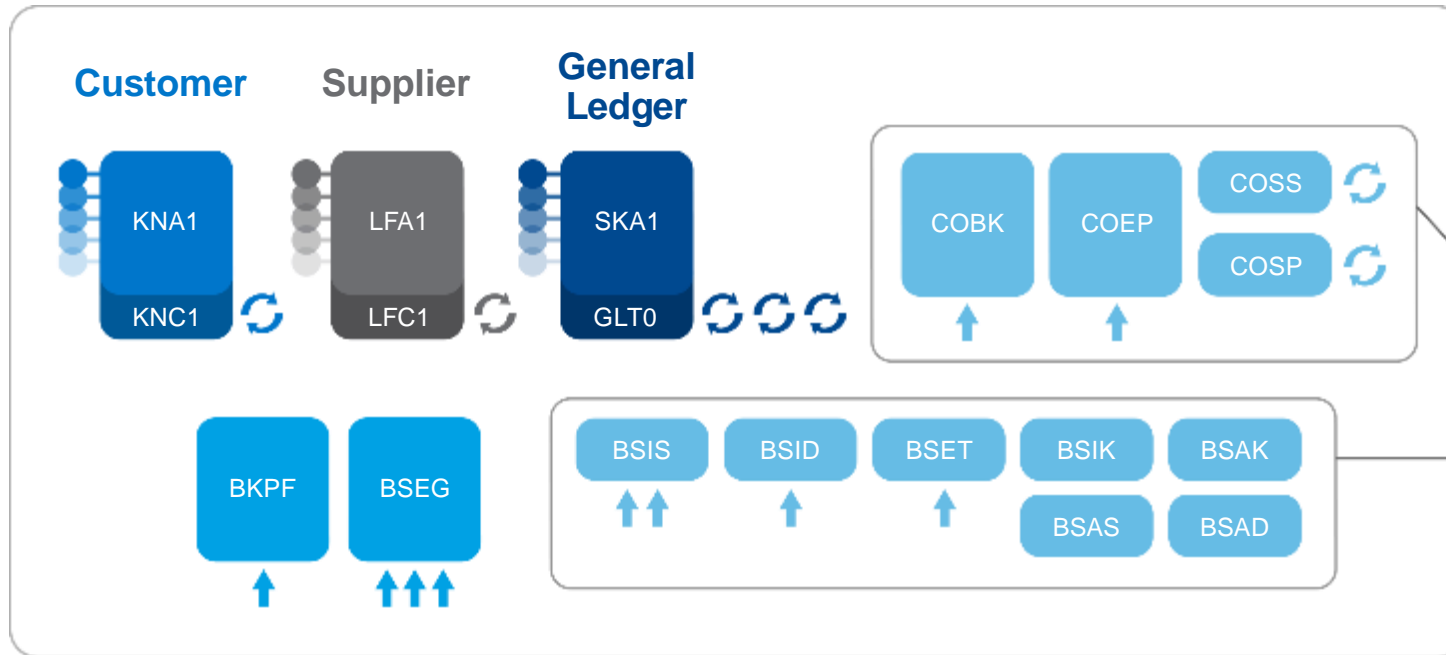 Customer
Supplier
General
Ledger
KNA1
KNC1
LFA1
LFC1
SKA1
GLT0
COBK
COEP
COSS
COSP
BKPF
BSEG
BSIS
BSID
BSET
BSIK
BSAK
BSAS
BSAD